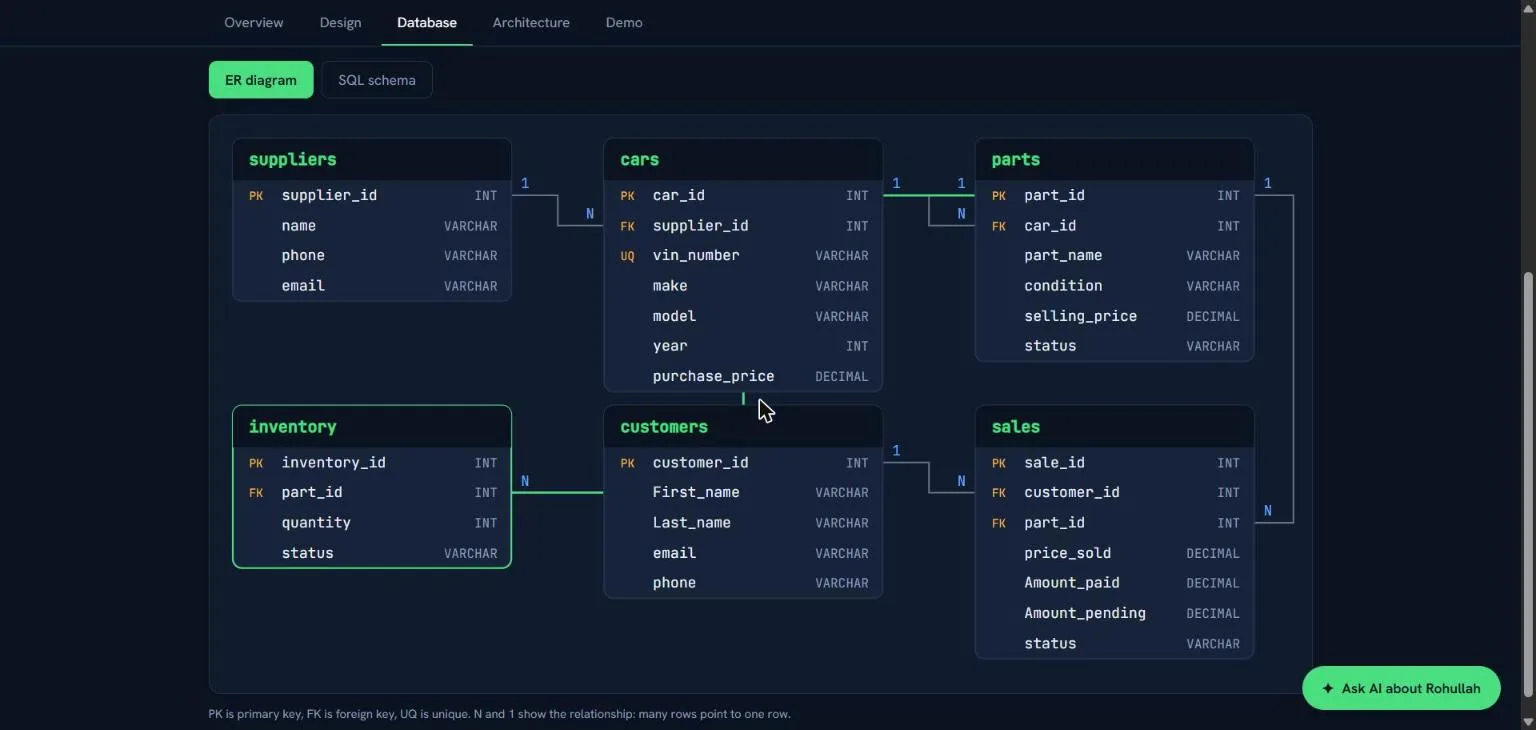 Overview Design Database Architecture Demo
ER diagram SQL schema
suppliers
PK supplier_id INT
name VARCHAR
phone VARCHAR
email VARCHAR
1
N
cars
PK car_id INT
FK supplier_id INT
UQ vin_number VARCHAR
make VARCHAR
model VARCHAR
year INT
purchase_price DECIMAL
1 1
N
parts
PK part_id INT
FK car_id INT
part_name VARCHAR
condition VARCHAR
selling_price DECIMAL
status VARCHAR
1
inventory
PK inventory_id INT
FK part_id INT
quantity INT
status VARCHAR
N
customers
PK customer_id INT
First_name VARCHAR
Last_name VARCHAR
email VARCHAR
phone VARCHAR
1
N
sales
PK sale_id INT
FK customer_id INT
FK part_id INT
price_sold DECIMAL
Amount_paid DECIMAL
Amount_pending DECIMAL
status VARCHAR
N
Ask AI about Rohullah
PK is primary key, FK is foreign key, UQ is unique. N and 1 show the relationship: many rows point to one row.